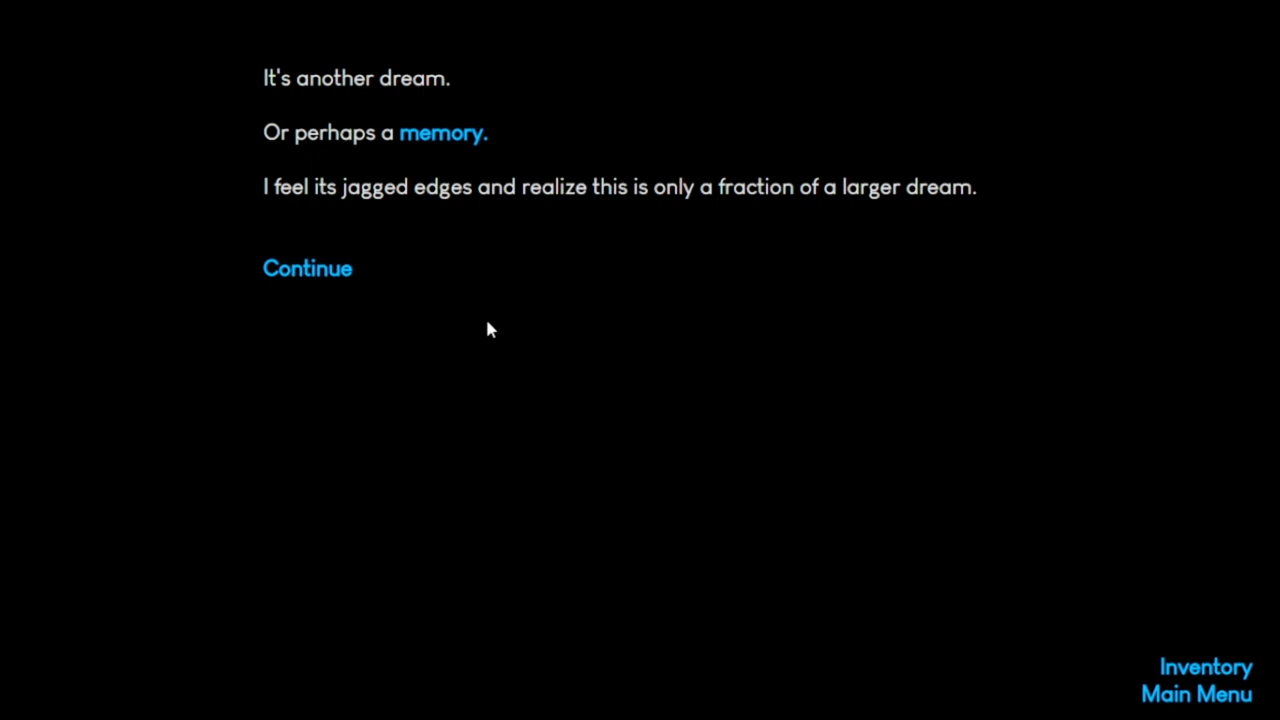 It's another dream.
Or perhaps a memory.
I feel its jagged edges and realize this is only a fraction of a larger dream.
Continue
Inventory
Main Menu